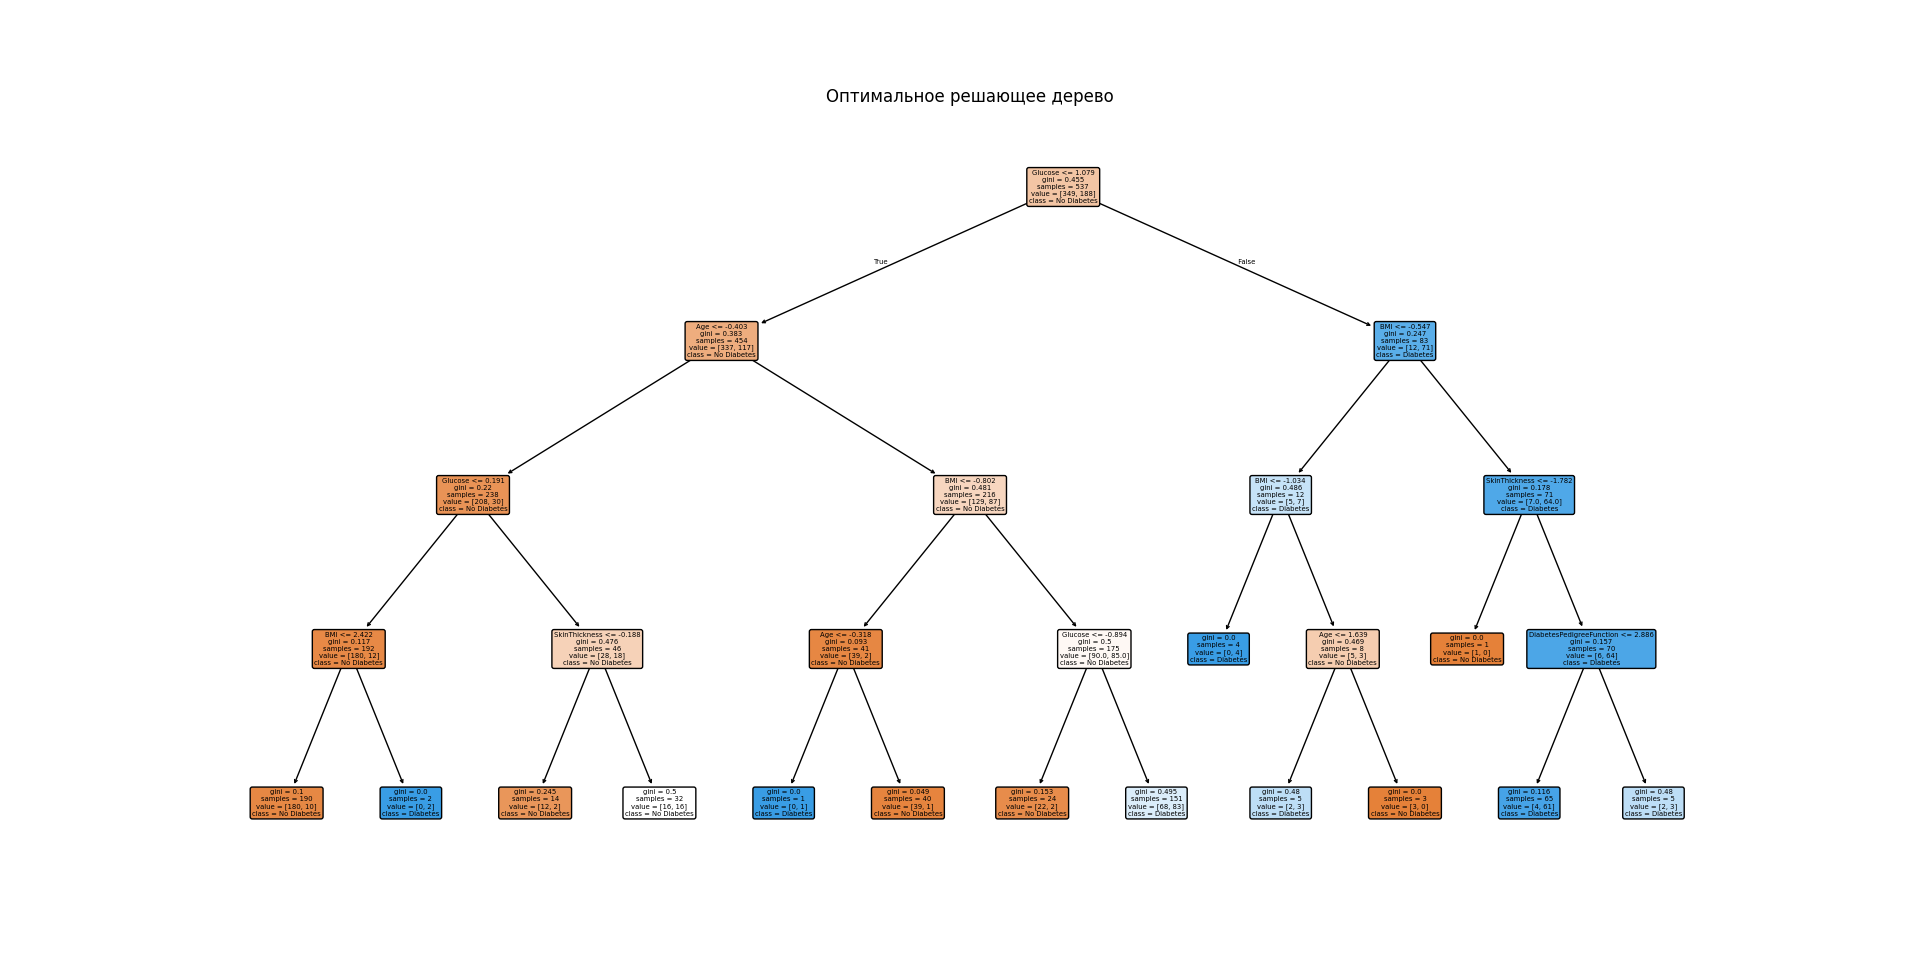 Оптимальное решающее дерево
Glucose <= 1.079
gini = 0.455
samples = 537
value = [349, 188]
class = No Diabetes
True
False
Age <= -0.403
gini = 0.383
samples = 454
value = [337, 117]
class = No Diabetes
BMI <= -0.547
gini = 0.247
samples = 83
value = [12, 71]
class = Diabetes
Glucose <= 0.191
gini = 0.22
samples = 238
value = [208, 30]
class = No Diabetes
BMI <= -0.802
gini = 0.481
samples = 216
value = [129, 87]
class = No Diabetes
BMI <= -1.034
gini = 0.486
samples = 12
value = [5, 7]
class = Diabetes
SkinThickness <= -1.782
gini = 0.178
samples = 71
value = [7.0, 64.0]
class = Diabetes
BMI <= 2.422
gini = 0.117
samples = 192
value = [180, 12]
class = No Diabetes
SkinThickness <= -0.188
gini = 0.476
samples = 46
value = [28, 18]
class = No Diabetes
Age <= -0.318
gini = 0.093
samples = 41
value = [39, 2]
class = No Diabetes
Glucose <= -0.894
gini = 0.5
samples = 175
value = [90.0, 85.0]
class = No Diabetes
gini = 0.0
samples = 4
value = [0, 4]
class = Diabetes
Age <= 1.639
gini = 0.469
samples = 8
value = [5, 3]
class = No Diabetes
gini = 0.0
samples = 1
value = [1, 0]
class = No Diabetes
DiabetesPedigreeFunction <= 2.886
gini = 0.157
samples = 70
value = [6, 64]
class = Diabetes
gini = 0.1
samples = 190
value = [180, 10]
class = No Diabetes
gini = 0.0
samples = 2
value = [0, 2]
class = Diabetes
gini = 0.245
samples = 14
value = [12, 2]
class = No Diabetes
gini = 0.5
samples = 32
value = [16, 16]
class = No Diabetes
gini = 0.0
samples = 1
value = [0, 1]
class = Diabetes
gini = 0.049
samples = 40
value = [39, 1]
class = No Diabetes
gini = 0.153
samples = 24
value = [22, 2]
class = No Diabetes
gini = 0.495
samples = 151
value = [68, 83]
class = Diabetes
gini = 0.48
samples = 5
value = [2, 3]
class = Diabetes
gini = 0.0
samples = 3
value = [3, 0]
class = No Diabetes
gini = 0.116
samples = 65
value = [4, 61]
class = Diabetes
gini = 0.48
samples = 5
value = [2, 3]
class = Diabetes